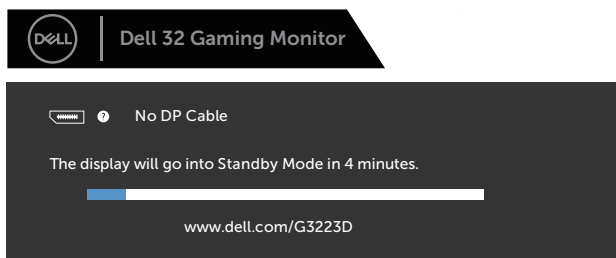 DELL
Dell 32 Gaming Monitor
? No DP Cable
The display will go into Standby Mode in 4 minutes.
www.dell.com/G3223D